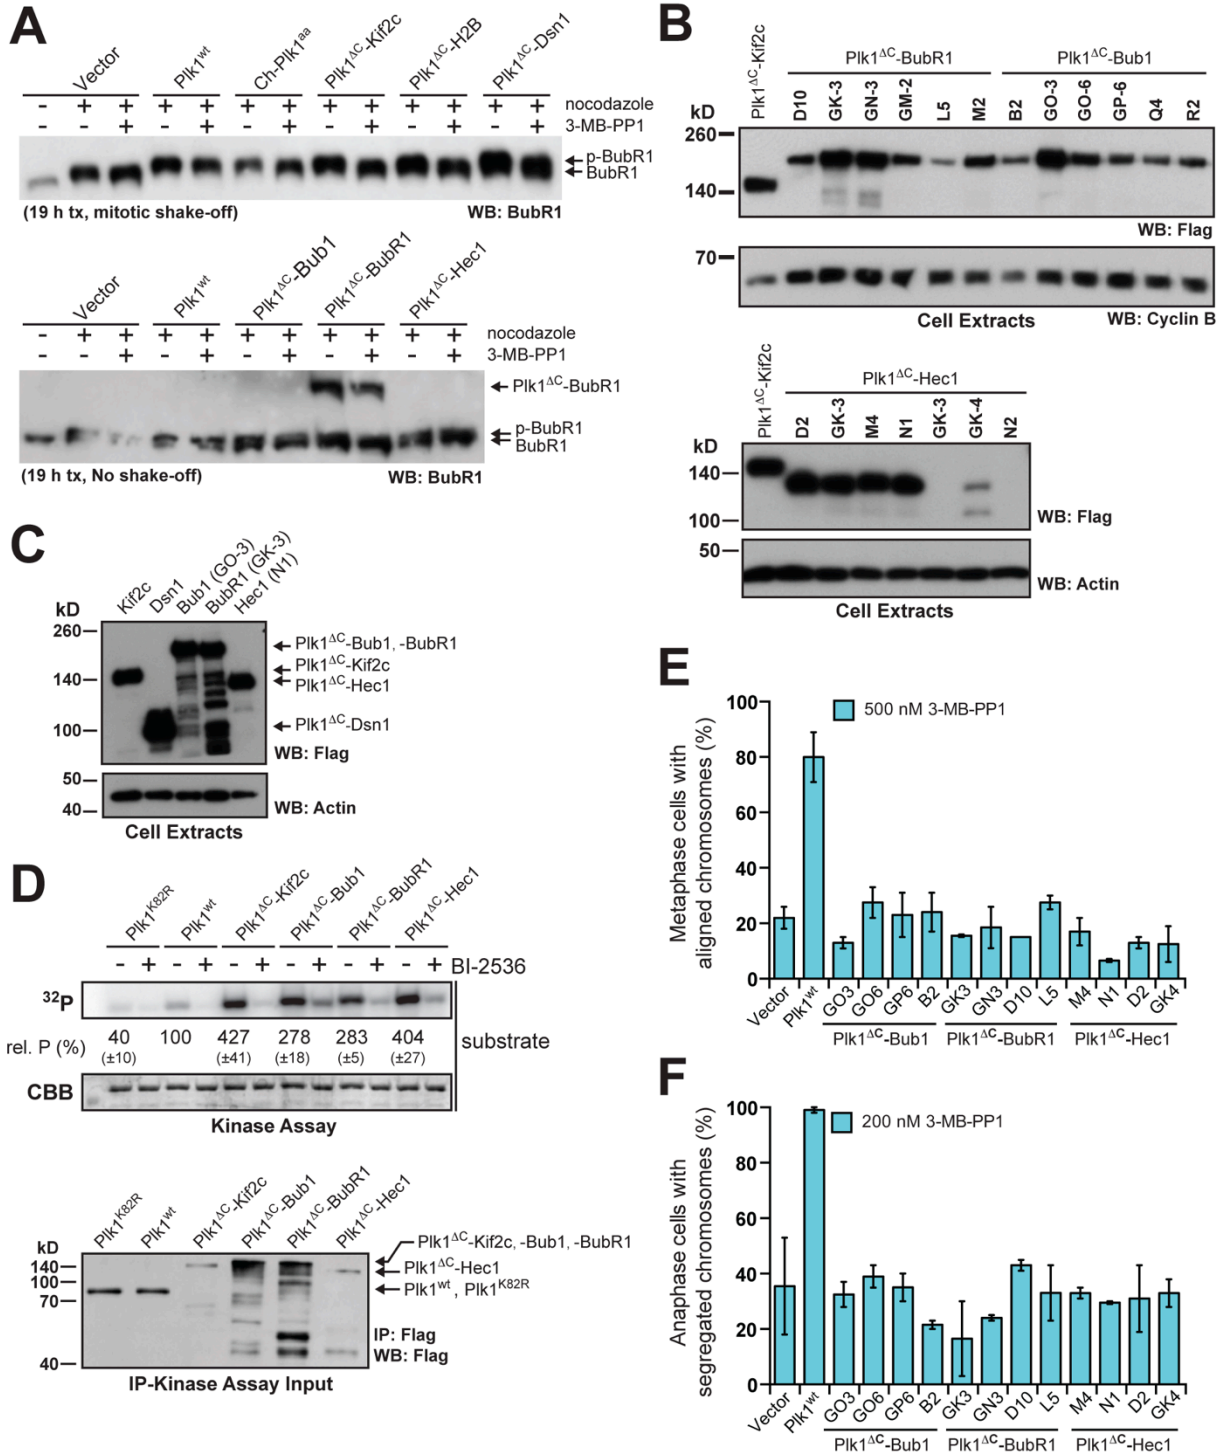 A
Vector
Plk1wt
Ch-Plk1aa
Plk1ΔC-Kif2c
Plk1ΔC-H2B
Plk1ΔC-Dsn1
- + + + + + + + + + + + + nocodazole
- - + - + - + - + - + - + 3-MB-PP1
p-BubR1
BubR1
(19 h tx, mitotic shake-off) WB: BubR1
Vector
Plk1wt
Plk1ΔC-Bub1
Plk1ΔC-BubR1
Plk1ΔC-Hec1
- + + + + + + + + + + nocodazole
- - + - + - + - + - + 3-MB-PP1
Plk1ΔC-BubR1
p-BubR1
BubR1
(19 h tx, No shake-off) WB: BubR1
B
Plk1ΔC-Kif2c
Plk1ΔC-BubR1 Plk1ΔC-Bub1
D10 GK-3 GN-3 GM-2 L5 M2 B2 GO-3 GO-6 GP-6 Q4 R2
kD
260
140
WB: Flag
70
Cell Extracts WB: Cyclin B
Plk1ΔC-Kif2c
Plk1ΔC-Hec1
D2 GK-3 M4 N1 GK-3 GK-4 N2
kD
140
100
WB: Flag
50
WB: Actin
Cell Extracts
C
Kif2c
Dsn1
Bub1 (GO-3)
BubR1 (GK-3)
Hec1 (N1)
kD
260
140
100
Plk1ΔC-Bub1, -BubR1
Plk1ΔC-Kif2c
Plk1ΔC-Hec1
Plk1ΔC-Dsn1
WB: Flag
50
40
WB: Actin
Cell Extracts
D
Plk1K82R
Plk1wt
Plk1ΔC-Kif2c
Plk1ΔC-Bub1
Plk1ΔC-BubR1
Plk1ΔC-Hec1
- + - + - + - + - + - + BI-2536
32P
rel. P (%) 40 100 427 278 283 404
(±10) (±41) (±18) (±5) (±27)
substrate
CBB
Kinase Assay
Plk1K82R
Plk1wt
Plk1ΔC-Kif2c
Plk1ΔC-Bub1
Plk1ΔC-BubR1
Plk1ΔC-Hec1
kD
140
100
70
40
Plk1ΔC-Kif2c, -Bub1, -BubR1
Plk1ΔC-Hec1
Plk1wt, Plk1K82R
IP: Flag
WB: Flag
IP-Kinase Assay Input
E
Metaphase cells with
aligned chromosomes (%)
500 nM 3-MB-PP1
100
80
60
40
20
0
Vector Plk1wt GO3 GO6 GP6 B2 GK3 GN3 D10 L5 M4 N1 D2 GK4
Plk1ΔC-Bub1 Plk1ΔC-BubR1 Plk1ΔC-Hec1
F
Anaphase cells with
segregated chromosomes (%)
200 nM 3-MB-PP1
100
80
60
40
20
0
Vector Plk1wt GO3 GO6 GP6 B2 GK3 GN3 D10 L5 M4 N1 D2 GK4
Plk1ΔC-Bub1 Plk1ΔC-BubR1 Plk1ΔC-Hec1